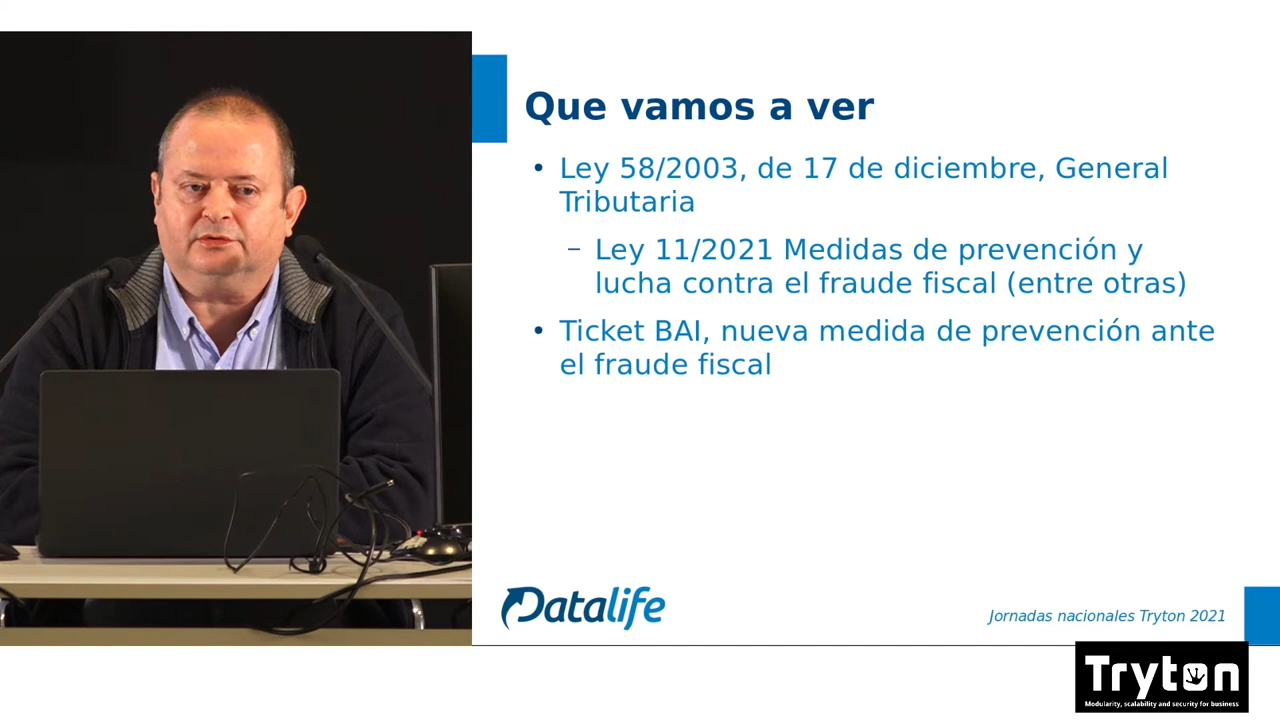 Que vamos a ver
• Ley 58/2003, de 17 de diciembre, General
Tributaria
– Ley 11/2021 Medidas de prevención y
lucha contra el fraude fiscal (entre otras)
• Ticket BAI, nueva medida de prevención ante
el fraude fiscal
Datalife
Jornadas nacionales Tryton 2021
Tryton
Modularity, scalability and security for business